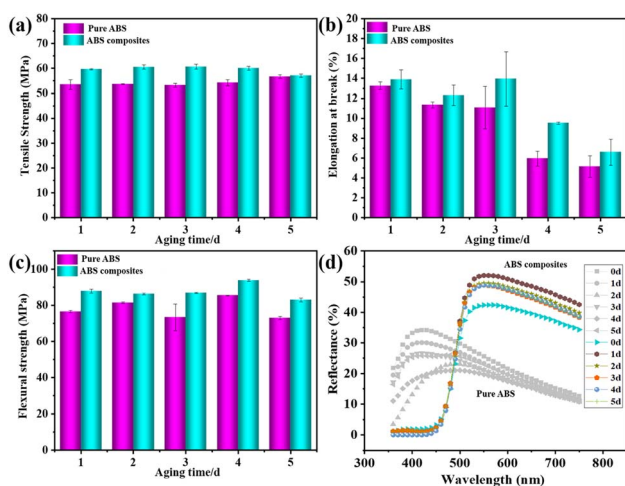 (a)
Pure ABS
ABS composites
Tensile Strength (MPa)
80
70
60
50
40
30
20
10
0
1 2 3 4 5
Aging time/d
(b)
Pure ABS
ABS composites
Elongation at break (%)
20
18
16
14
12
10
8
6
4
2
0
1 2 3 4 5
Aging time/d
(c)
Pure ABS
ABS composites
Flexural strength (MPa)
100
80
60
40
20
0
1 2 3 4 5
Aging time/d
(d)
ABS composites
Pure ABS
0d
1d
2d
3d
4d
5d
0d
1d
2d
3d
4d
5d
Reflectance (%)
60
50
40
30
20
10
0
300 400 500 600 700 800 900
Wavelength (nm)